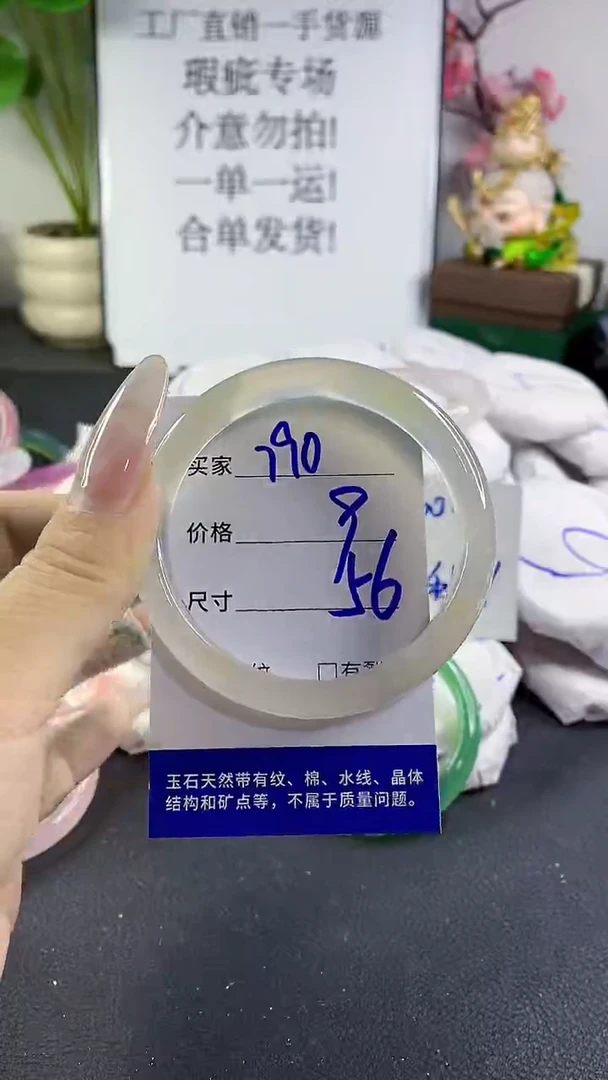 工厂直销一手货源
瑕疵专场
介意勿拍!
一单一运!
合单发货!
买家 790
价格 8
尺寸 56
纹 □有裂
玉石天然带有纹、棉、水线、晶体
结构和矿点等，不属于质量问题。